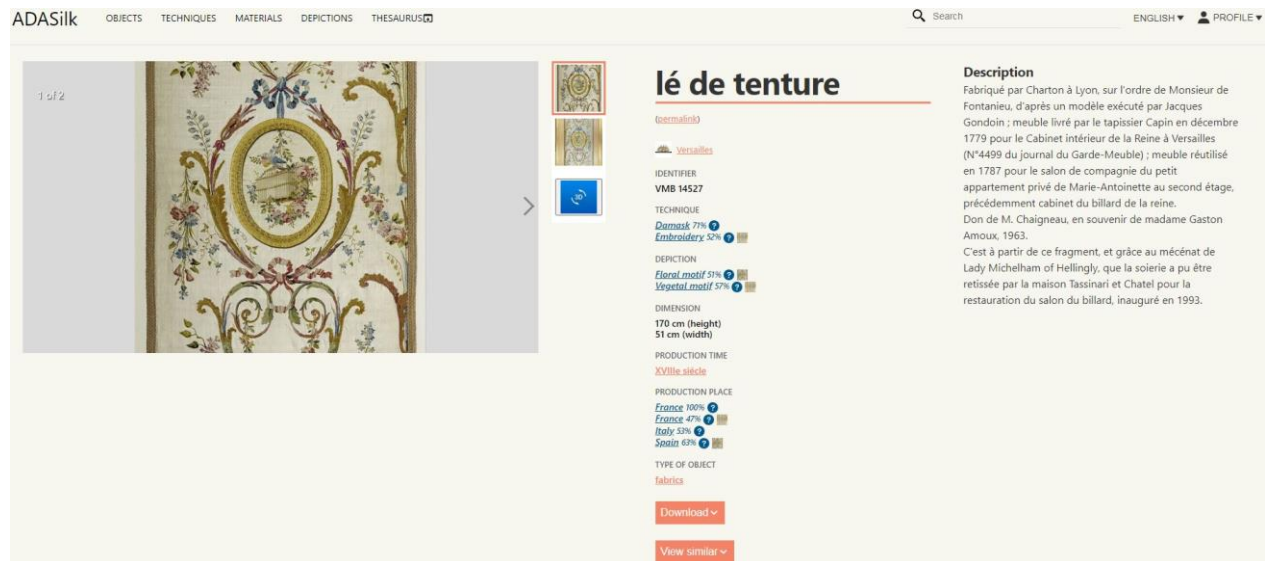 ADASilk
OBJECTS TECHNIQUES MATERIALS DEPICTIONS THESAURUS
Search
ENGLISH ▾ PROFILE ▾
1 of 2
3D
lé de tenture
(permalink)
Versailles
IDENTIFIER
VMB 14527
TECHNIQUE
Damask 71% ?
Embroidery 52% ?
DEPICTION
Floral motif 51% ?
Vegetal motif 57% ?
DIMENSION
170 cm (height)
51 cm (width)
PRODUCTION TIME
XVIIIe siècle
PRODUCTION PLACE
France 100% ?
France 47% ?
Italy 53% ?
Spain 63% ?
TYPE OF OBJECT
fabrics
Download
View similar
Description
Fabriqué par Charton à Lyon, sur l'ordre de Monsieur de
Fontanieu, d'après un modèle exécuté par Jacques
Gondoin ; meuble livré par le tapissier Capin en décembre
1779 pour le Cabinet intérieur de la Reine à Versailles
(N°4499 du journal du Garde-Meuble) ; meuble réutilisé
en 1787 pour le salon de compagnie du petit
appartement privé de Marie-Antoinette au second étage,
précédemment cabinet du billard de la reine.
Don de M. Chaigneau, en souvenir de madame Gaston
Amoux, 1963.
C'est à partir de ce fragment, et grâce au mécénat de
Lady Michelham of Hellingly, que la soierie a pu être
retissée par la maison Tassinari et Chatel pour la
restauration du salon du billard, inauguré en 1993.